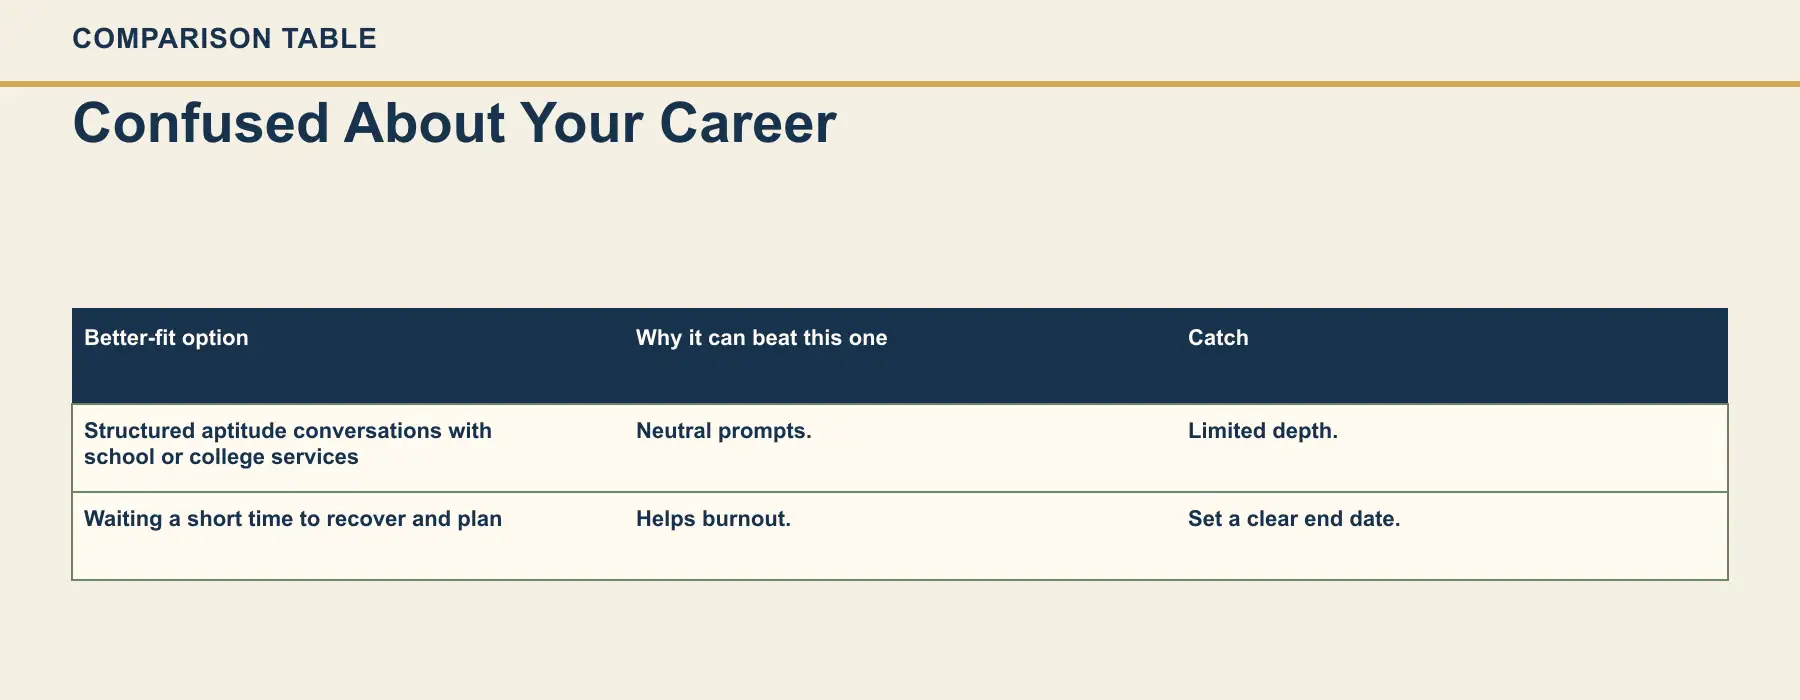 COMPARISON TABLE
Confused About Your Career
Better-fit option
Why it can beat this one
Catch
Structured aptitude conversations with
school or college services
Neutral prompts.
Limited depth.
Waiting a short time to recover and plan
Helps burnout.
Set a clear end date.